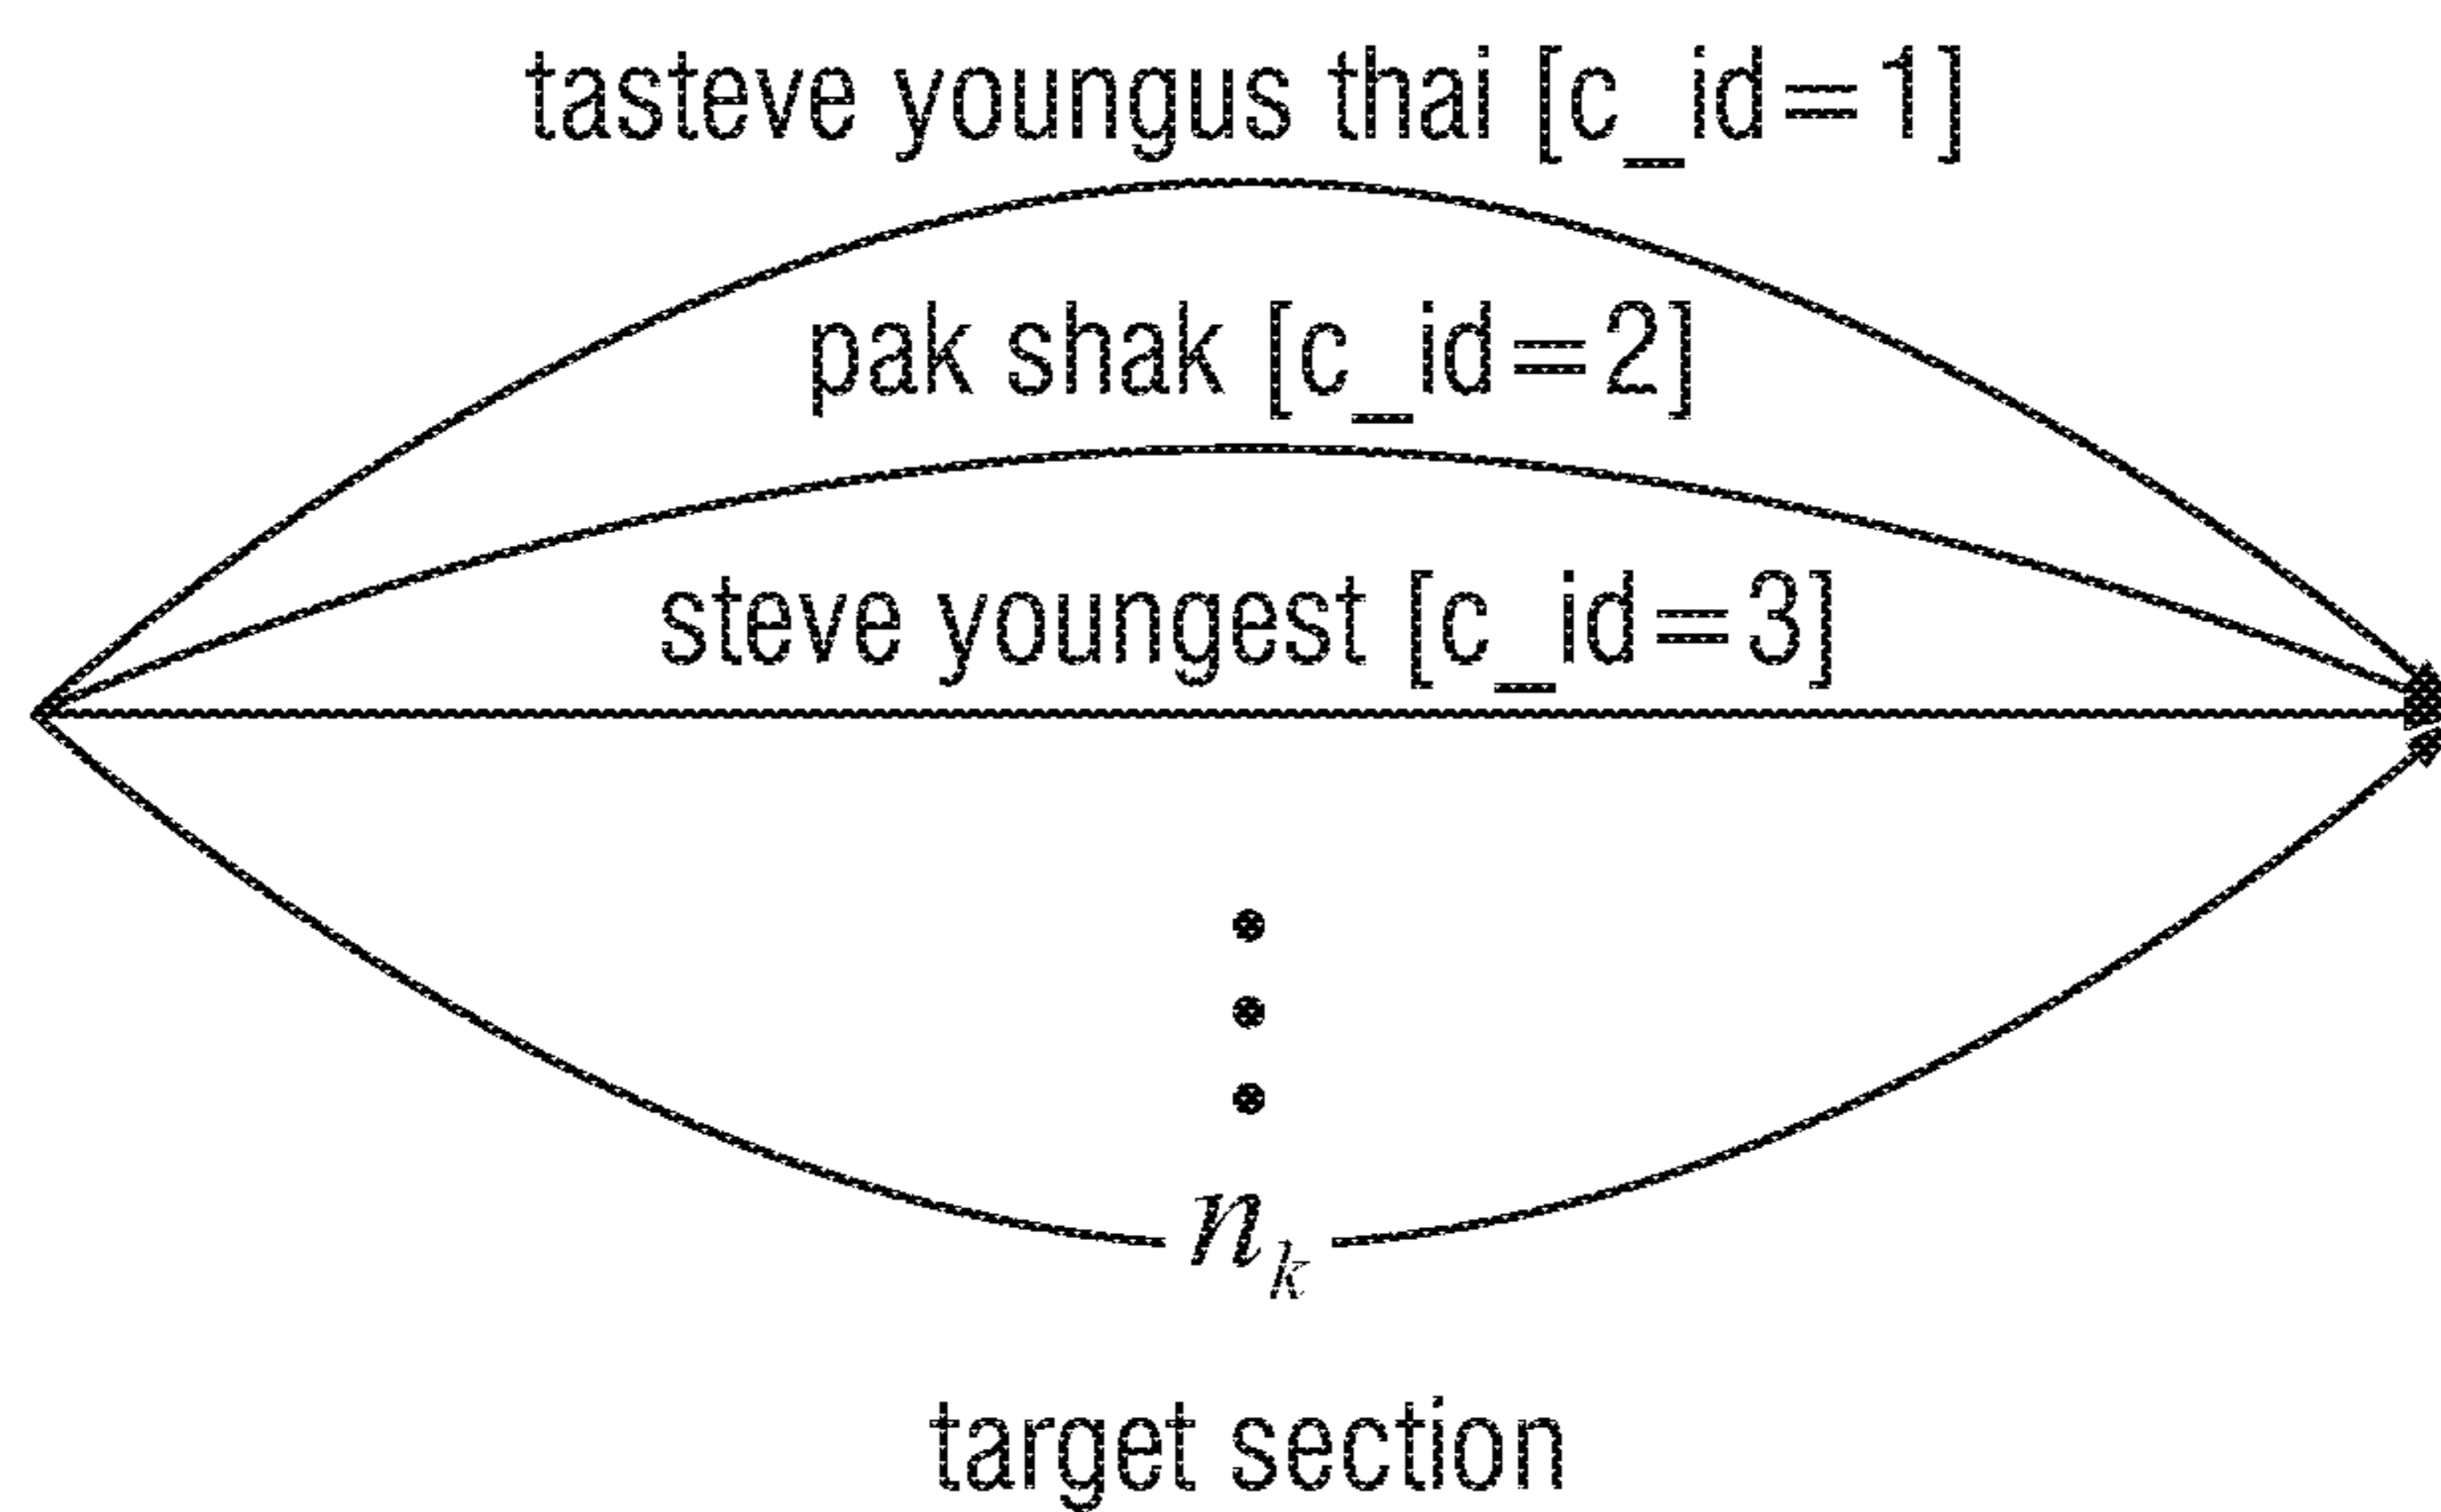 tasteve youngus thai [c_id=1]
pak shak [c_id=2]
steve youngest [c_id=3]
n_k
target section